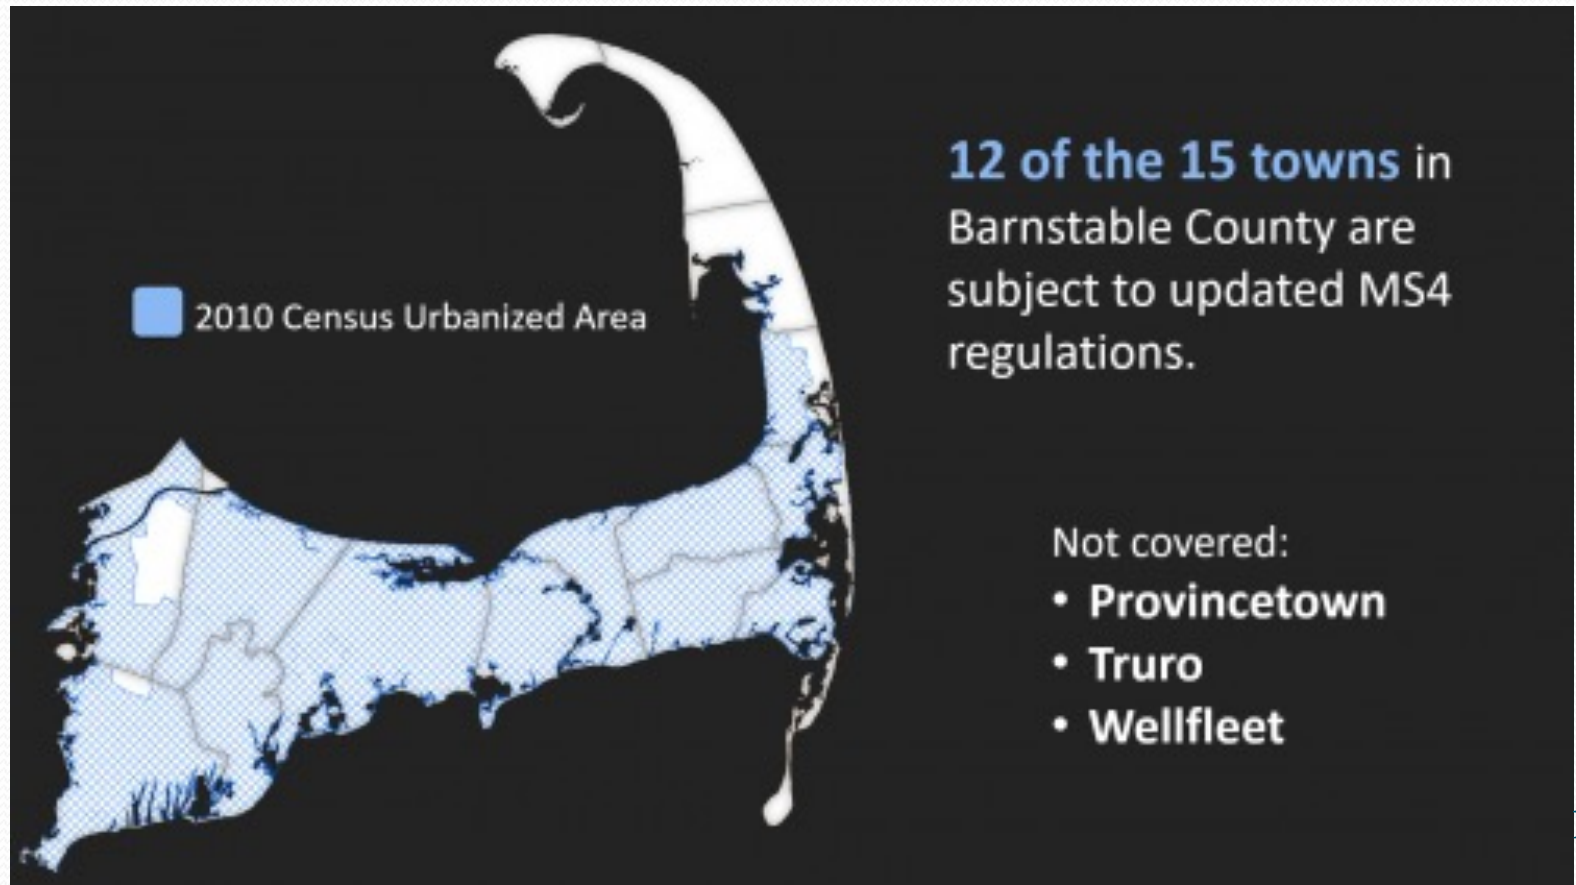 12 of the 15 towns in
Barnstable County are
subject to updated MS4
regulations.
2010 Census Urbanized Area
Not covered:
• Provincetown
• Truro
• Wellfleet